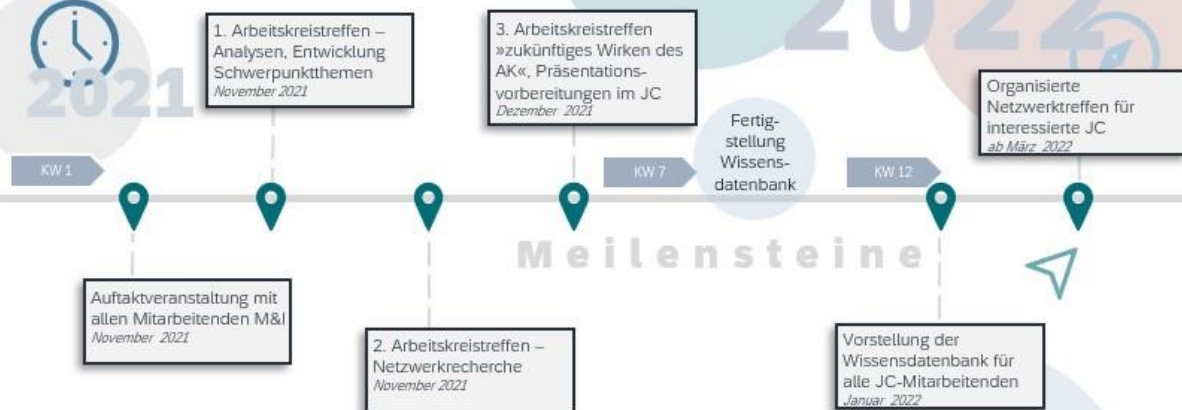 2021
2022
1. Arbeitskreistreffen –
Analysen, Entwicklung
Schwerpunktthemen
November 2021
3. Arbeitskreistreffen
»zukünftiges Wirken des
AK«, Präsentations-
vorbereitungen im JC
Dezember 2021
Organisierte
Netzwerktreffen für
interessierte JC
ab März 2022
Fertig-
stellung
Wissens-
datenbank
KW 1
KW 7
KW 12
Meilensteine
Auftaktveranstaltung mit
allen Mitarbeitenden M&I
November 2021
2. Arbeitskreistreffen –
Netzwerkrecherche
November 2021
Vorstellung der
Wissensdatenbank für
alle JC-Mitarbeitenden
Januar 2022